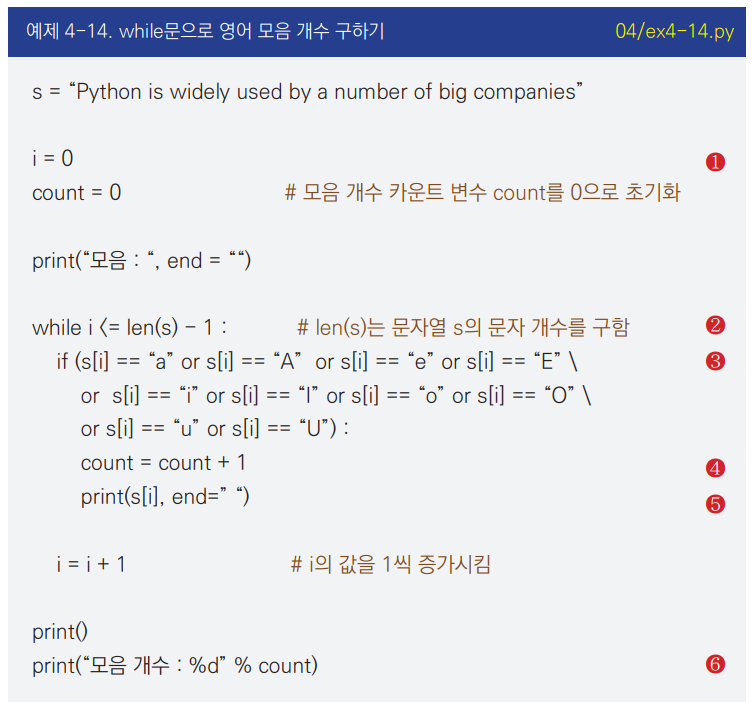 예제 4-14. while문으로 영어 모음 개수 구하기 04/ex4-14.py
s = “Python is widely used by a number of big companies”
i = 0 ❶
count = 0 # 모음 개수 카운트 변수 count를 0으로 초기화
print(“모음 : “, end = ““)
while i <= len(s) - 1 : # len(s)는 문자열 s의 문자 개수를 구함 ❷
if (s[i] == “a” or s[i] == “A” or s[i] == “e” or s[i] == “E” \ ❸
or s[i] == “i” or s[i] == “I” or s[i] == “o” or s[i] == “O” \
or s[i] == “u” or s[i] == “U”) :
count = count + 1 ❹
print(s[i], end=” “) ❺
i = i + 1 # i의 값을 1씩 증가시킴
print()
print(“모음 개수 : %d” % count) ❻